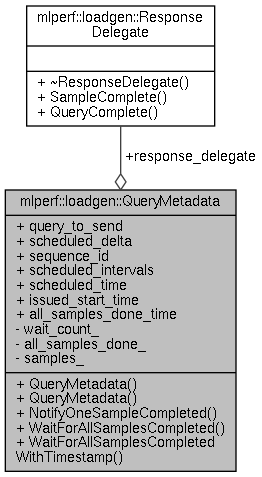 mlperf::loadgen::Response
Delegate
+ ~ResponseDelegate()
+ SampleComplete()
+ QueryComplete()
+response_delegate
mlperf::loadgen::QueryMetadata
+ query_to_send
+ scheduled_delta
+ sequence_id
+ scheduled_intervals
+ scheduled_time
+ issued_start_time
+ all_samples_done_time
- wait_count_
- all_samples_done_
- samples_
+ QueryMetadata()
+ QueryMetadata()
+ NotifyOneSampleCompleted()
+ WaitForAllSamplesCompleted()
+ WaitForAllSamplesCompleted
WithTimestamp()